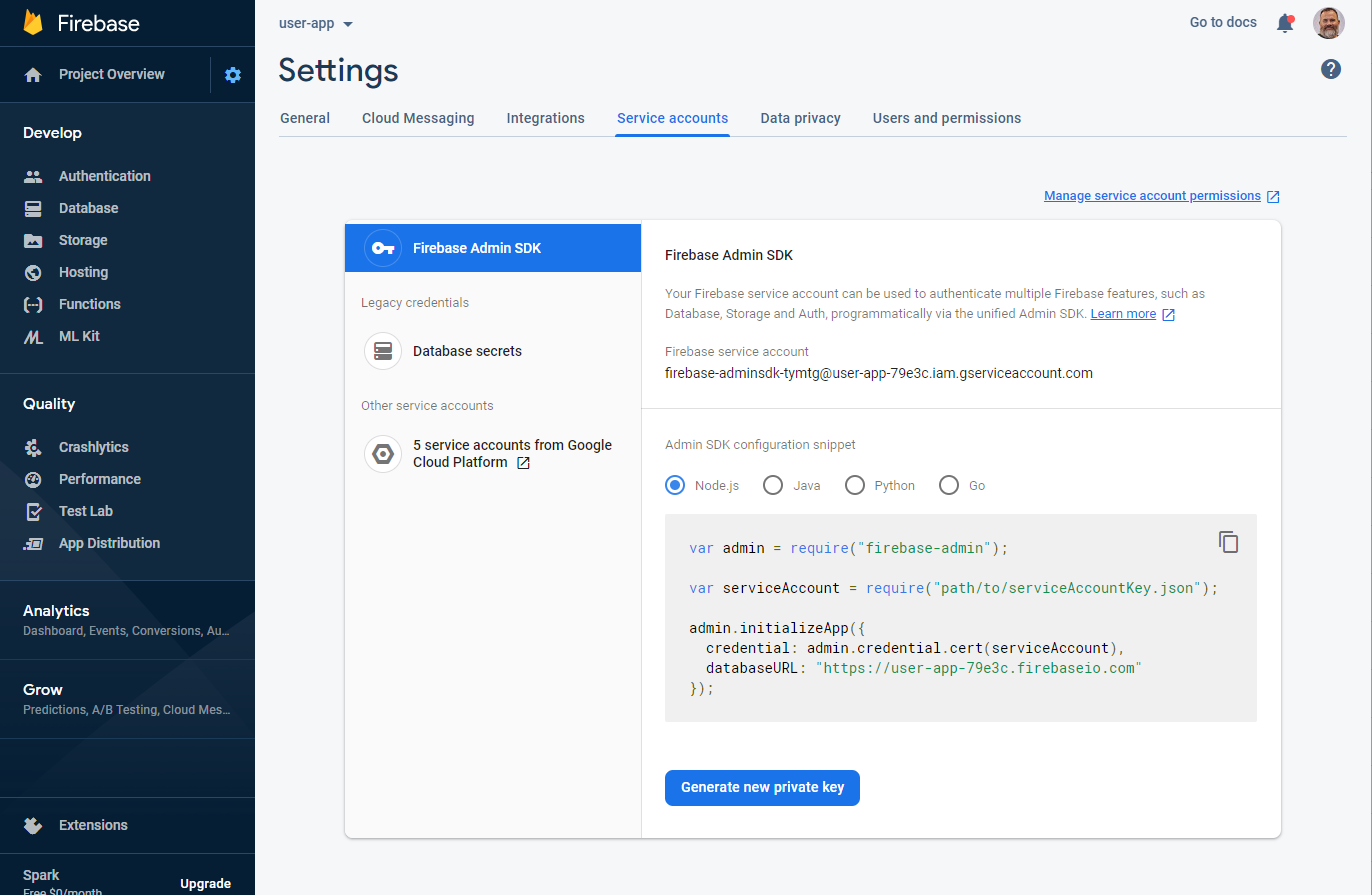 Firebase
Project Overview
Develop
Authentication
Database
Storage
Hosting
Functions
ML Kit
Quality
Crashlytics
Performance
Test Lab
App Distribution
Analytics
Dashboard, Events, Conversions, Au...
Grow
Predictions, A/B Testing, Cloud Mes...
Extensions
Spark
Free $0/month
Upgrade
user-app
Go to docs
Settings
General Cloud Messaging Integrations Service accounts Data privacy Users and permissions
Manage service account permissions
Firebase Admin SDK
Legacy credentials
Database secrets
Other service accounts
5 service accounts from Google
Cloud Platform
Firebase Admin SDK
Your Firebase service account can be used to authenticate multiple Firebase features, such as
Database, Storage and Auth, programmatically via the unified Admin SDK. Learn more
Firebase service account
firebase-adminsdk-tymtg@user-app-79e3c.iam.gserviceaccount.com
Admin SDK configuration snippet
Node.js Java Python Go
var admin = require("firebase-admin");
var serviceAccount = require("path/to/serviceAccountKey.json");
admin.initializeApp({
  credential: admin.credential.cert(serviceAccount),
  databaseURL: "https://user-app-79e3c.firebaseio.com"
});
Generate new private key